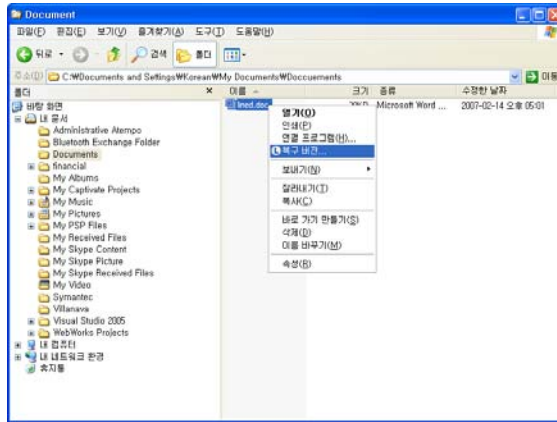 Document
파일(F) 편집(E) 보기(V) 즐겨찾기(A) 도구(T) 도움말(H)
뒤로 검색 폴더
주소(D) C:₩Documents and Settings₩Korean₩My Documents₩Doccuements 이동
폴더 이름 크기 종류 수정한 날짜
바탕 화면 lined.doc Microsoft Word ... 2007-02-14 오후 05:01
내 문서
Administrative Atempo
Bluetooth Exchange Folder
Documents
financial
My Albums
My Captivate Projects
My Music
My Pictures
My PSP Files
My Received Files
My Skype Content
My Skype Picture
My Skype Received Files
My Video
Symantec
Villanava
Visual Studio 2005
WebWorks Projects
내 컴퓨터
내 네트워크 환경
휴지통
열기(O)
인쇄(P)
연결 프로그램(H)...
복구 버전...
보내기(N)
잘라내기(T)
복사(C)
바로 가기 만들기(S)
삭제(D)
이름 바꾸기(M)
속성(R)